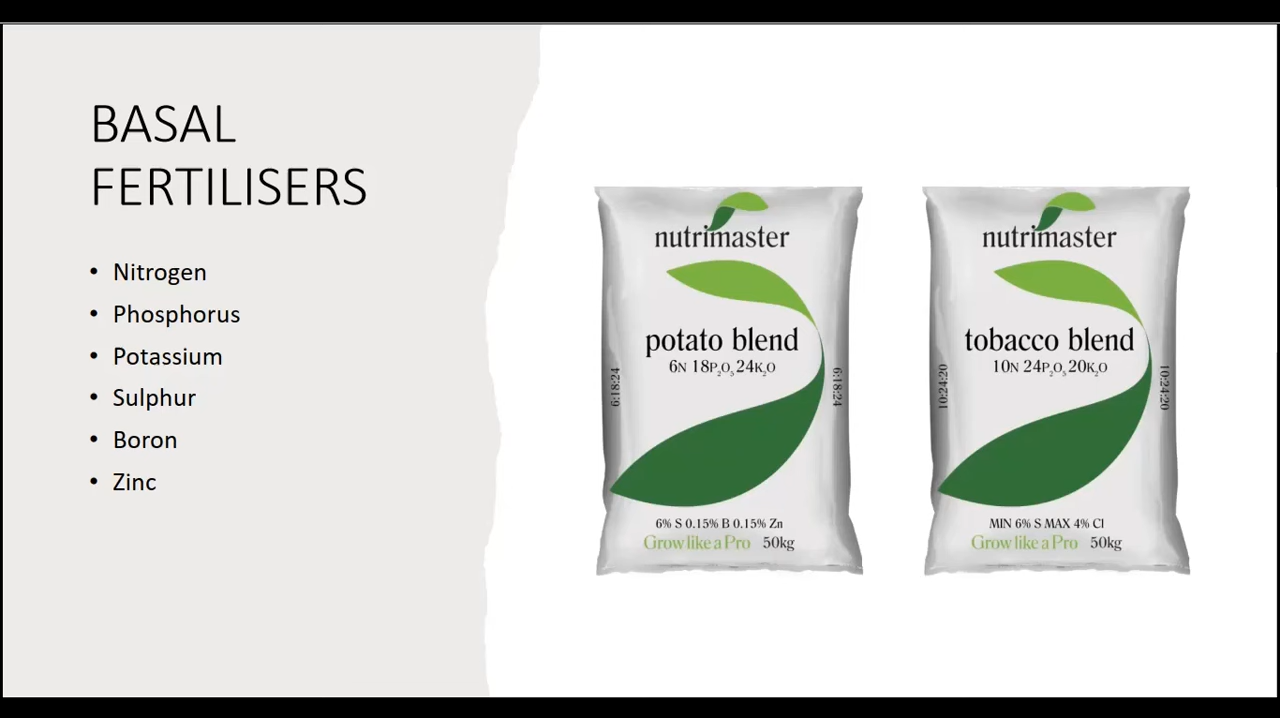 BASAL
FERTILISERS
• Nitrogen
• Phosphorus
• Potassium
• Sulphur
• Boron
• Zinc
nutrimaster
potato blend
6N 18P₂O₅ 24K₂O
6:18:24
6:18:24
6% S 0.15% B 0.15% Zn
Grow like a Pro 50kg
nutrimaster
tobacco blend
10N 24P₂O₅ 20K₂O
10:24:20
10:24:20
MIN 6% S MAX 4% Cl
Grow like a Pro 50kg